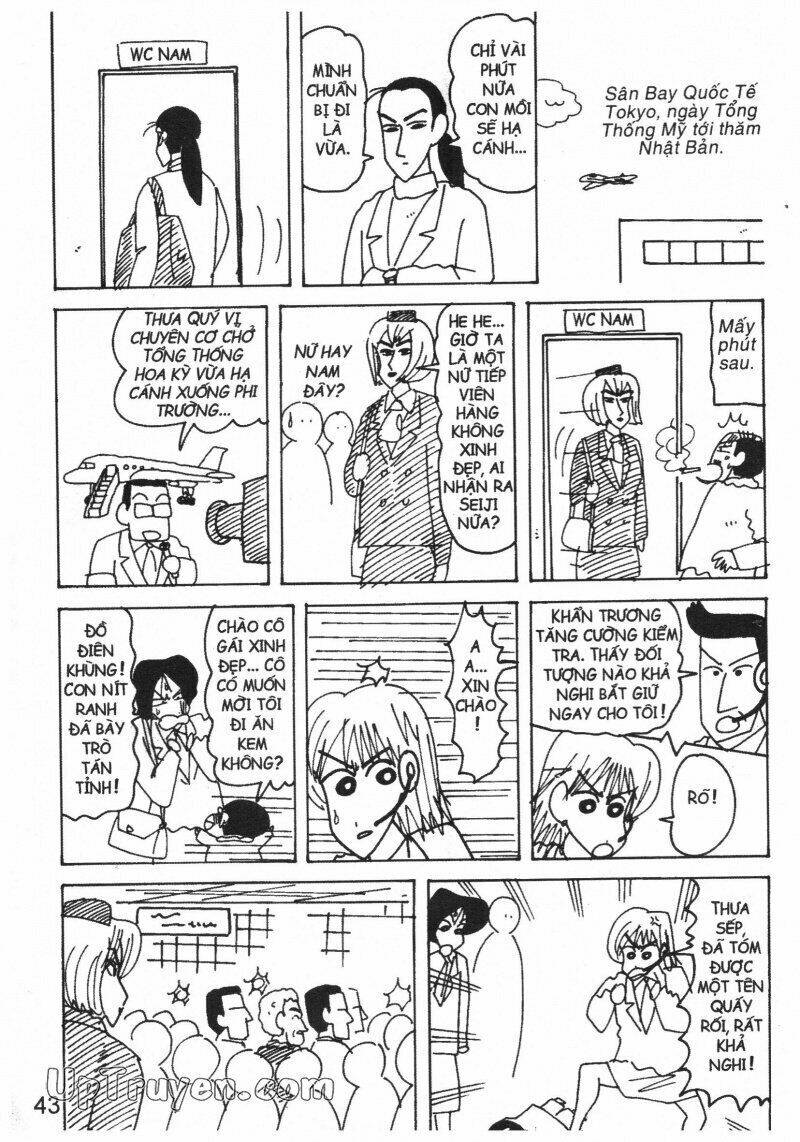 Sân Bay Quốc Tế
Tokyo, ngày Tổng
Thống Mỹ tới thăm
Nhật Bản.
CHỈ VÀI
PHÚT
NỮA
CON MỒI
SẼ HẠ
CÁNH...
MÌNH
CHUẨN
BỊ ĐI
LÀ
VỪA.
WC NAM
Mấy
phút
sau.
WC NAM
HE HE...
GIỜ TA
LÀ MỘT
NỮ TIẾP
VIÊN
HÀNG
KHÔNG
XINH
ĐẸP, AI
NHẬN RA
SEIJI
NỮA?
NỮ HAY
NAM
ĐÂY?
THƯA QUÝ VỊ,
CHUYÊN CƠ CHỞ
TỔNG THỐNG
HOA KỲ VỪA HẠ
CÁNH XUỐNG PHI
TRƯỜNG...
KHẨN TRƯƠNG
TĂNG CƯỜNG KIỂM
TRA. THẤY ĐỐI
TƯỢNG NÀO KHẢ
NGHI BẮT GIỮ
NGAY CHO TÔI!
RÕ!
A
A... XIN
CHÀO
!
CHÀO CÔ
GÁI XINH
ĐẸP... CÔ
CÓ MUỐN
MỜI TÔI
ĐI ĂN
KEM
KHÔNG?
ĐỒ
ĐIÊN
KHÙNG!
CON NÍT
RANH
ĐÃ BÀY
TRÒ
TÁN
TỈNH!
THƯA
SẾP,
ĐÃ TÓM
ĐƯỢC
MỘT TÊN
QUẤY
RỐI, RẤT
KHẢ
NGHI!
UpTruyen.com
43